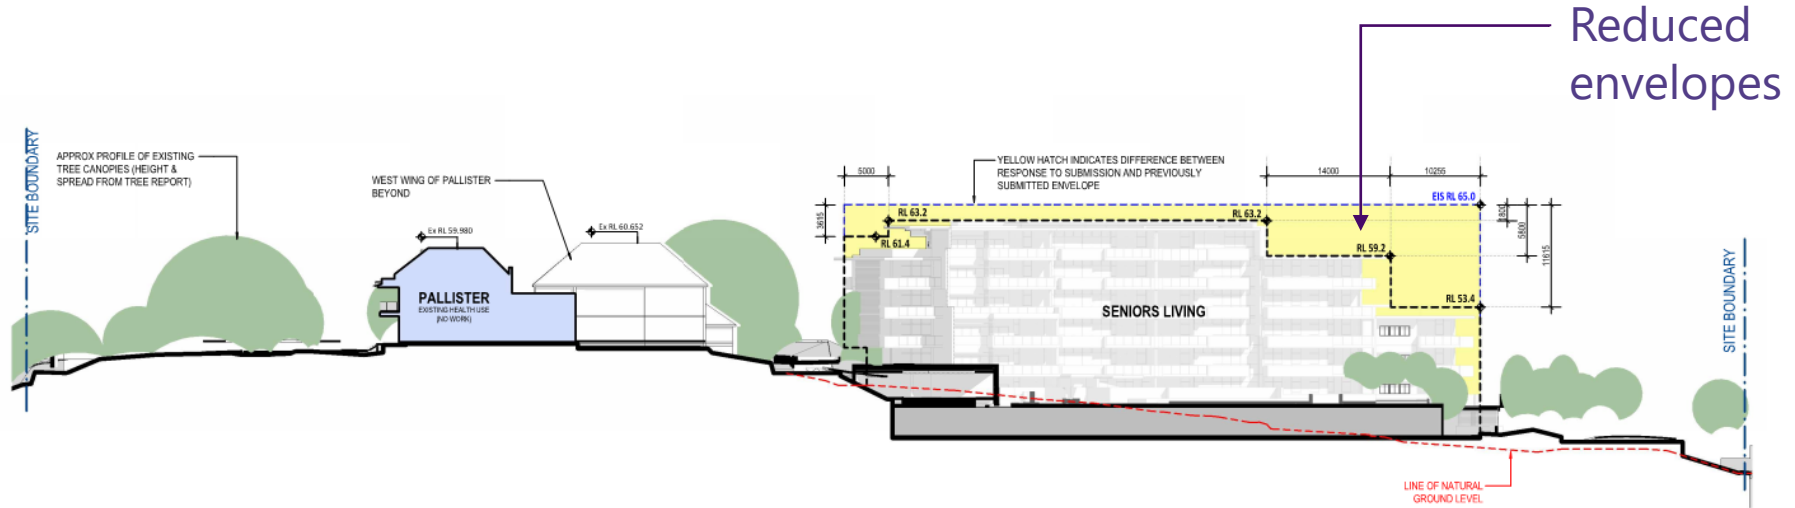 Reduced
envelopes
SITE BOUNDARY
APPROX PROFILE OF EXISTING
TREE CANOPIES (HEIGHT &
SPREAD FROM TREE REPORT)
WEST WING OF PALLISTER
BEYOND
Ex RL 59.980
Ex RL 60.652
PALLISTER
EXISTING HEALTH USE
(NO WORK)
YELLOW HATCH INDICATES DIFFERENCE BETWEEN
RESPONSE TO SUBMISSION AND PREVIOUSLY
SUBMITTED ENVELOPE
5000
14000
10255
EIS RL 65.0
3615
RL 63.2
RL 63.2
1800
RL 61.4
RL 59.2
5800
11615
RL 53.4
SENIORS LIVING
SITE BOUNDARY
LINE OF NATURAL
GROUND LEVEL